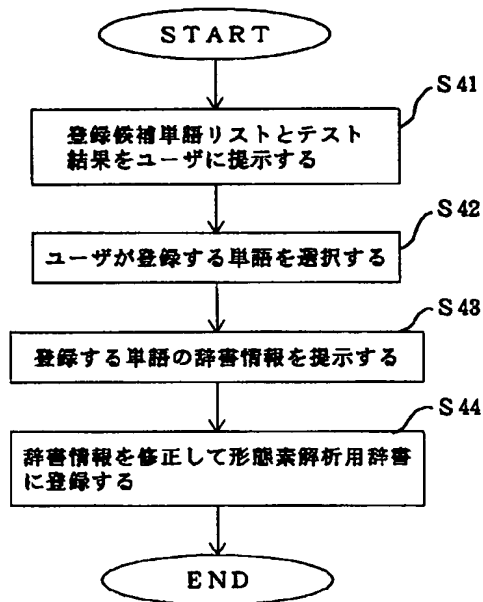 START
S41
登録候補単語リストとテスト
結果をユーザに提示する
S42
ユーザが登録する単語を選択する
S43
登録する単語の辞書情報を提示する
S44
辞書情報を修正して形態素解析用辞書
に登録する
END